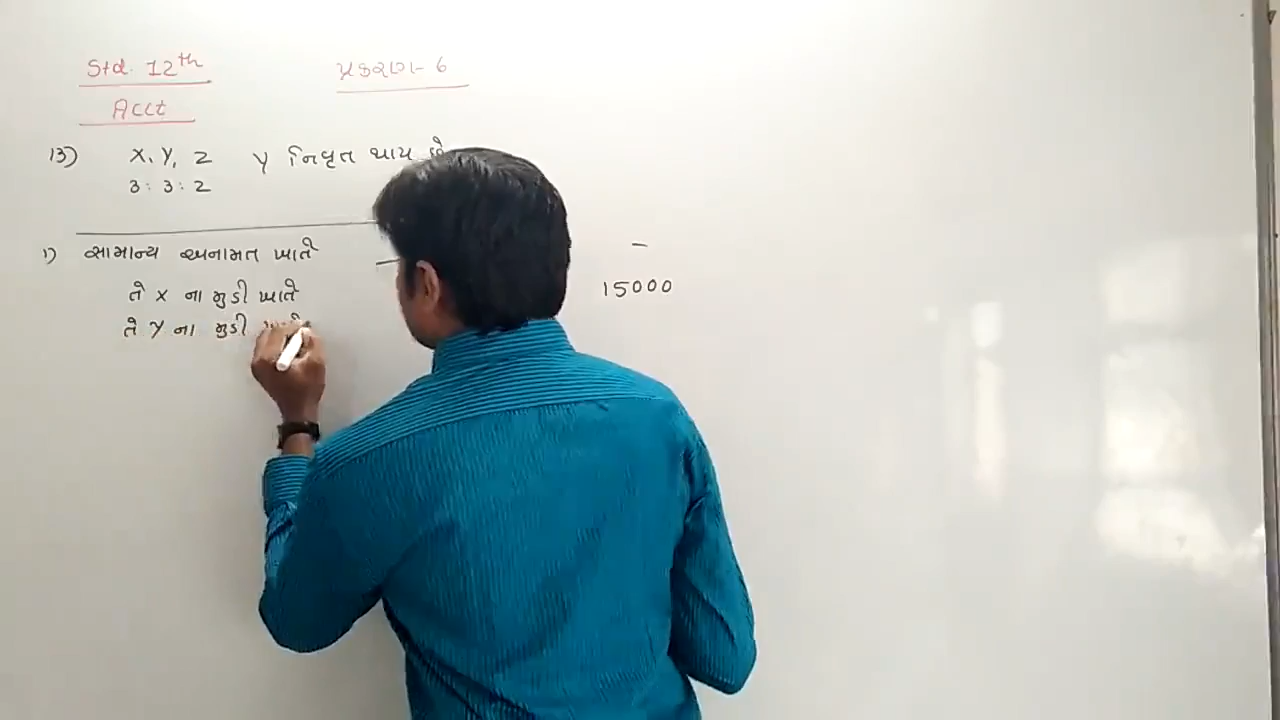 Std. 12th
પ્રકરણ - 6
Acct
13) X, Y, Z Y નિવૃત થાય છે
3 : 3 : 2
1) સામાન્ય અનામત ખાતે — –
તે X ના મુડી ખાતે 15000
તે Y ના મુડી